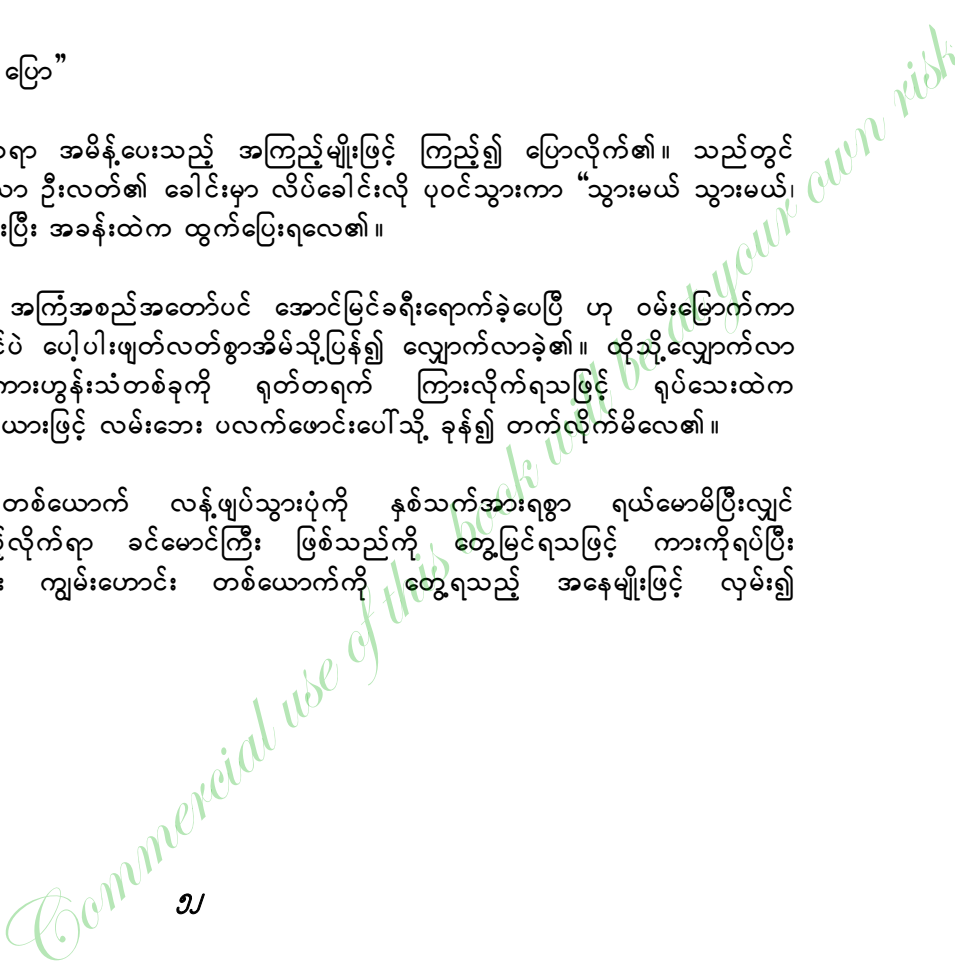 ပြော”
ရာ အမိန့်ပေးသည့် အကြည့်မျိုးဖြင့် ကြည့်၍ ပြောလိုက်၏။ သည်တွင်
ဦးလတ်၏ ခေါင်းမှာ လိပ်ခေါင်းလို ပုဝင်သွားကာ “သွားမယ် သွားမယ်၊
ပြီး အခန်းထဲက ထွက်ပြေးရလေ၏။
အကြံအစည်အတော်ပင် အောင်မြင်ခရီးရောက်ခဲ့ပေပြီ ဟု ဝမ်းမြောက်ကာ
ပဲ ပေါ့ပါးဖျတ်လတ်စွာအိမ်သို့ပြန်၍ လျှောက်လာခဲ့၏။ ထိုသို့လျှောက်လာ
ကားဟွန်းသံတစ်ခုကို ရုတ်တရက် ကြားလိုက်ရသဖြင့် ရုပ်သေးထဲက
ယားဖြင့် လမ်းဘေး ပလက်ဖောင်းပေါ်သို့ ခုန်၍ တက်လိုက်မိလေ၏။
တစ်ယောက် လန့်ဖျပ်သွားပုံကို နှစ်သက်အားရစွာ ရယ်မောမိပြီးလျှင်
လိုက်ရာ ခင်မောင်ကြီး ဖြစ်သည်ကို တွေ့မြင်ရသဖြင့် ကားကိုရပ်ပြီး
ကျွမ်းဟောင်း တစ်ယောက်ကို တွေ့ရသည့် အနေမျိုးဖြင့် လှမ်း၍
၅၂
Commercial use of this book will be at your own risk